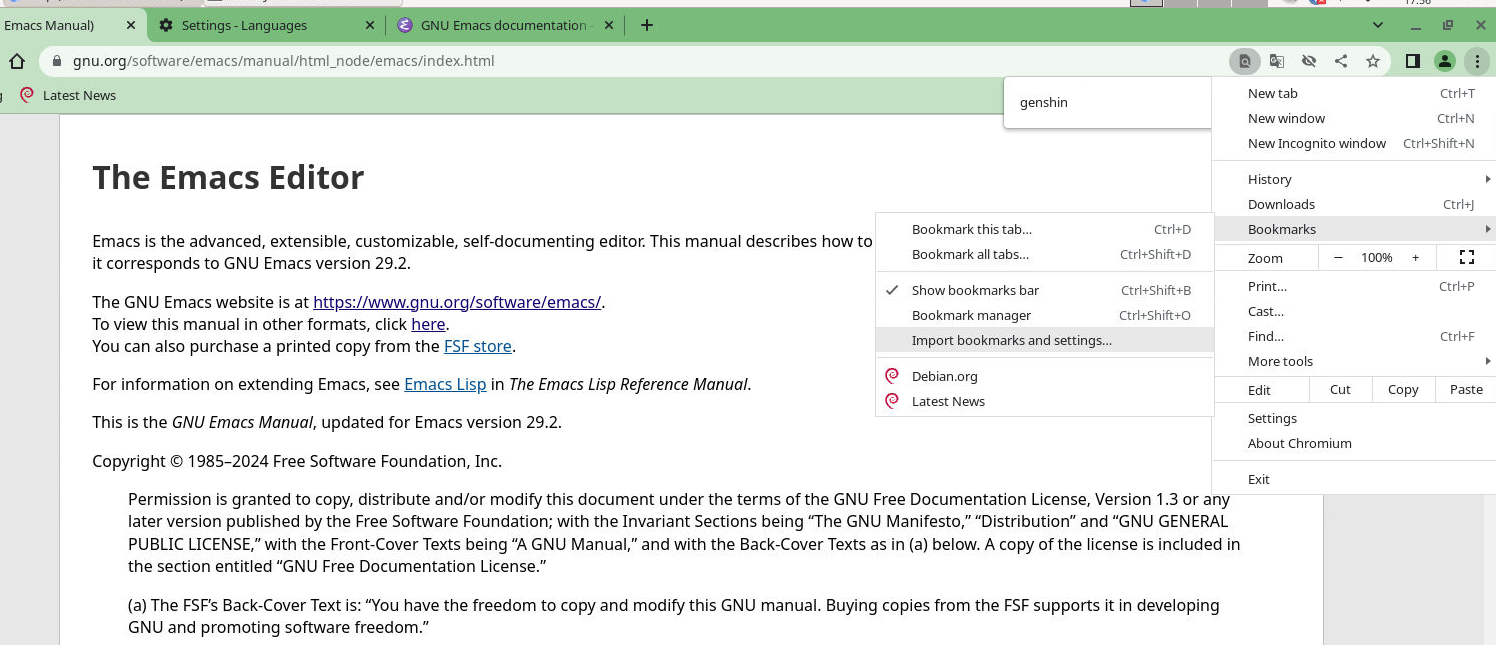 17:56
Emacs Manual)
Settings - Languages
GNU Emacs documentation -
gnu.org/software/emacs/manual/html_node/emacs/index.html
Latest News
genshin
New tab Ctrl+T
New window Ctrl+N
New Incognito window Ctrl+Shift+N
History
Downloads Ctrl+J
Bookmarks
Zoom − 100% +
Print... Ctrl+P
Cast...
Find... Ctrl+F
More tools
Edit Cut Copy Paste
Settings
About Chromium
Exit
Bookmark this tab... Ctrl+D
Bookmark all tabs... Ctrl+Shift+D
Show bookmarks bar Ctrl+Shift+B
Bookmark manager Ctrl+Shift+O
Import bookmarks and settings...
Debian.org
Latest News
The Emacs Editor
Emacs is the advanced, extensible, customizable, self-documenting editor. This manual describes how to
it corresponds to GNU Emacs version 29.2.
The GNU Emacs website is at https://www.gnu.org/software/emacs/.
To view this manual in other formats, click here.
You can also purchase a printed copy from the FSF store.
For information on extending Emacs, see Emacs Lisp in The Emacs Lisp Reference Manual.
This is the GNU Emacs Manual, updated for Emacs version 29.2.
Copyright © 1985–2024 Free Software Foundation, Inc.
Permission is granted to copy, distribute and/or modify this document under the terms of the GNU Free Documentation License, Version 1.3 or any
later version published by the Free Software Foundation; with the Invariant Sections being “The GNU Manifesto,” “Distribution” and “GNU GENERAL
PUBLIC LICENSE,” with the Front-Cover Texts being “A GNU Manual,” and with the Back-Cover Texts as in (a) below. A copy of the license is included in
the section entitled “GNU Free Documentation License.”
(a) The FSF’s Back-Cover Text is: “You have the freedom to copy and modify this GNU manual. Buying copies from the FSF supports it in developing
GNU and promoting software freedom.”